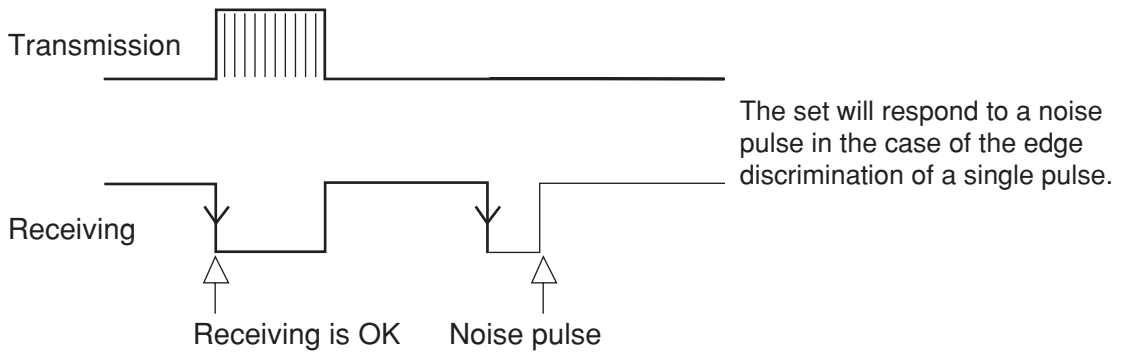 Transmission
The set will respond to a noise
pulse in the case of the edge
discrimination of a single pulse.
Receiving
Receiving is OK
Noise pulse